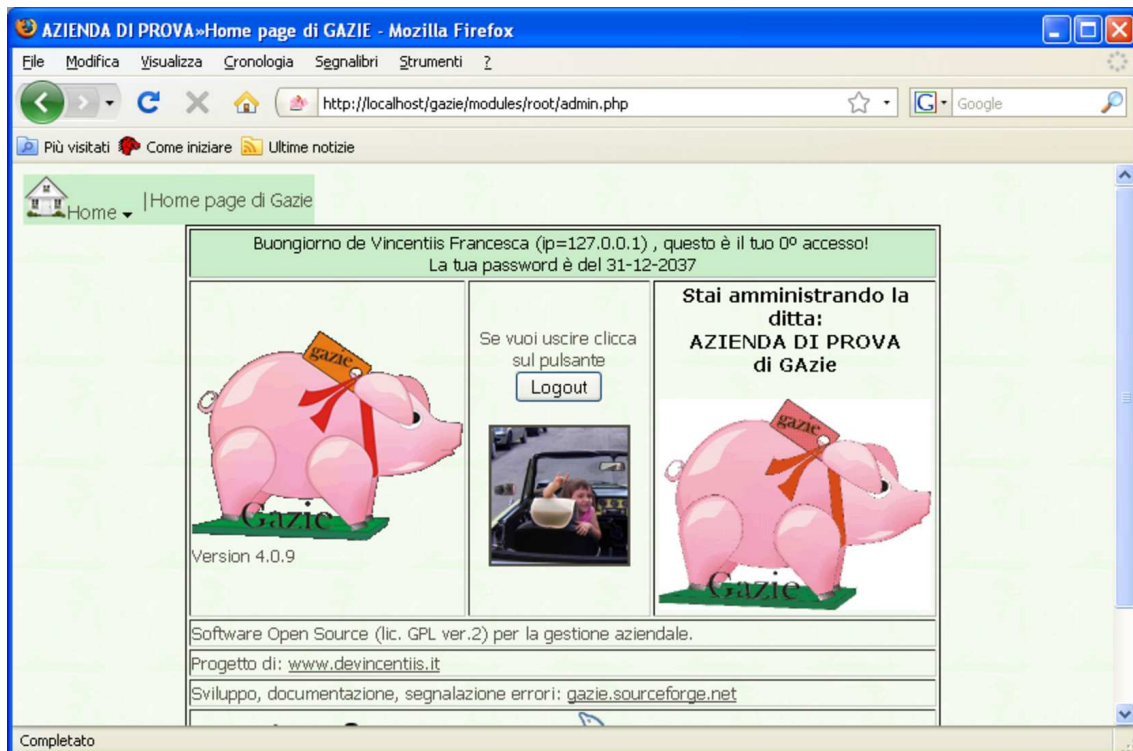 AZIENDA DI PROVA»Home page di GAZIE - Mozilla Firefox
File Modifica Visualizza Cronologia Segnalibri Strumenti ?
http://localhost/gazie/modules/root/admin.php
G Google
Più visitati Come iniziare Ultime notizie
Home |Home page di Gazie
Buongiorno de Vincentiis Francesca (ip=127.0.0.1) , questo è il tuo 0º accesso!
La tua password è del 31-12-2037
gazie
Gazie
Version 4.0.9
Se vuoi uscire clicca
sul pulsante
Logout
Stai amministrando la
ditta:
AZIENDA DI PROVA
di GAzie
gazie
Gazie
Software Open Source (lic. GPL ver.2) per la gestione aziendale.
Progetto di: www.devincentiis.it
Sviluppo, documentazione, segnalazione errori: gazie.sourceforge.net
Completato